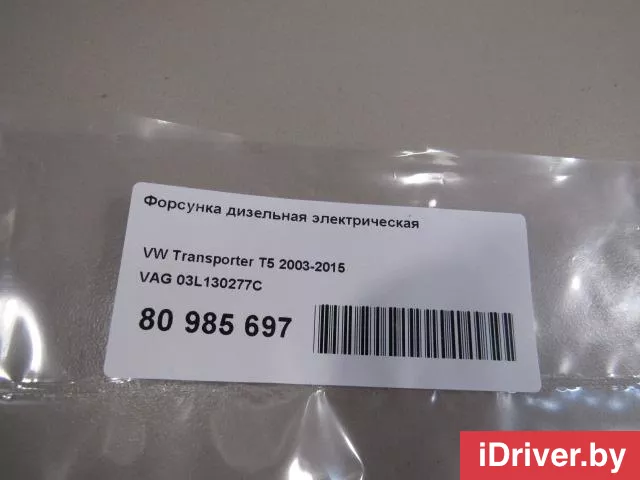 Форсунка дизельная электрическая
VW Transporter T5 2003-2015
VAG 03L130277C
80 985 697
iDriver.by